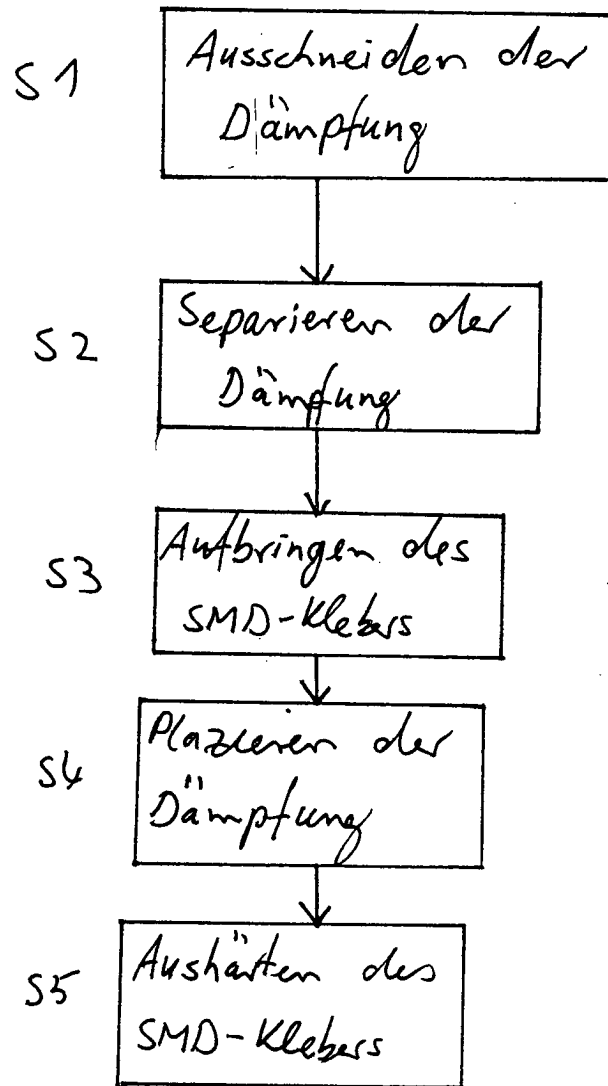 S1
Ausschneiden der
Dämpfung
S2
Separieren der
Dämpfung
S3
Aufbringen des
SMD-Klebers
S4
Plazieren der
Dämpfung
S5
Aushärten des
SMD-Klebers